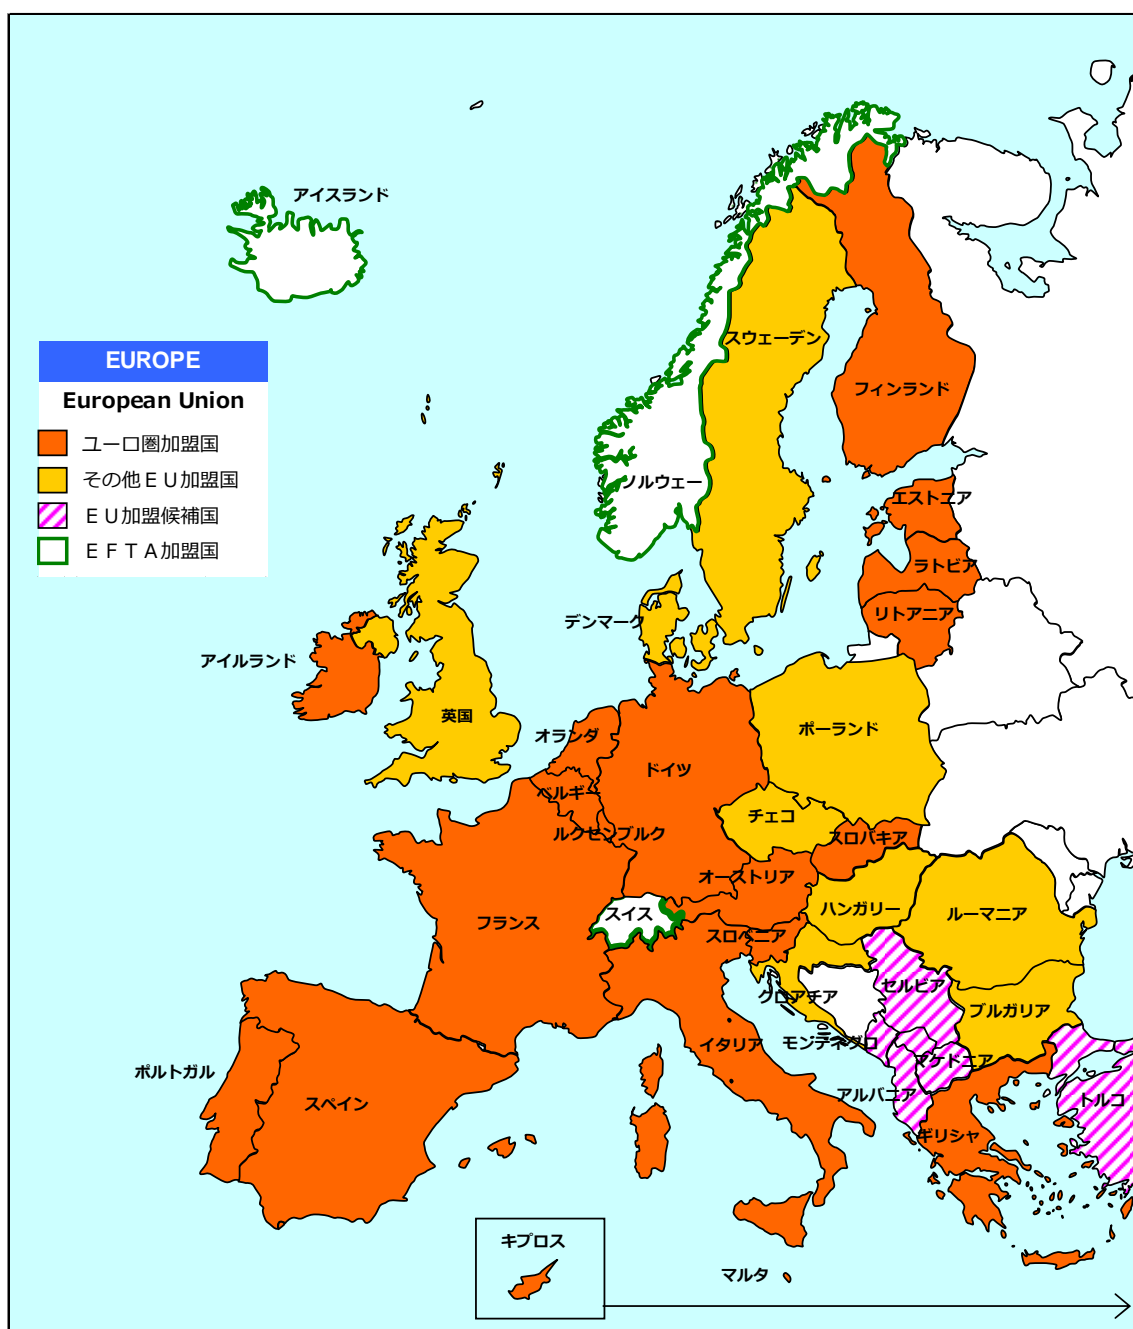 アイスランド
EUROPE
European Union
ユーロ圏加盟国
その他ＥＵ加盟国
ＥＵ加盟候補国
ＥＦＴＡ加盟国
スウェーデン
フィンランド
ノルウェー
エストニア
ラトビア
リトアニア
デンマーク
アイルランド
英国
オランダ
ポーランド
ドイツ
ベルギー
チェコ
ルクセンブルク
スロバキア
オーストリア
フランス
スイス
ハンガリー
ルーマニア
スロベニア
セルビア
クロアチア
ブルガリア
イタリア
モンテネグロ
マケドニア
ポルトガル
スペイン
アルバニア
トルコ
ギリシャ
キプロス
マルタ